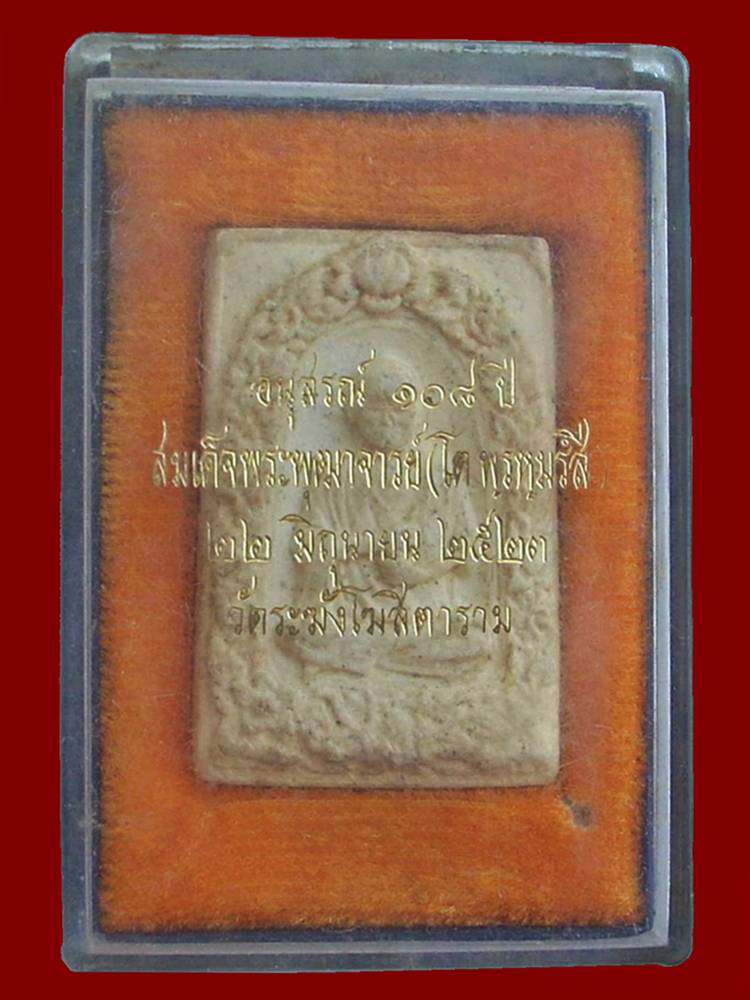 อนุสรณ์ ๑๐๘ ปี
สมเด็จพระพุฒาจารย์(โต พฺรหฺมรํสี)
๒๒ มิถุนายน ๒๕๒๓
วัดระฆังโฆสิตาราม